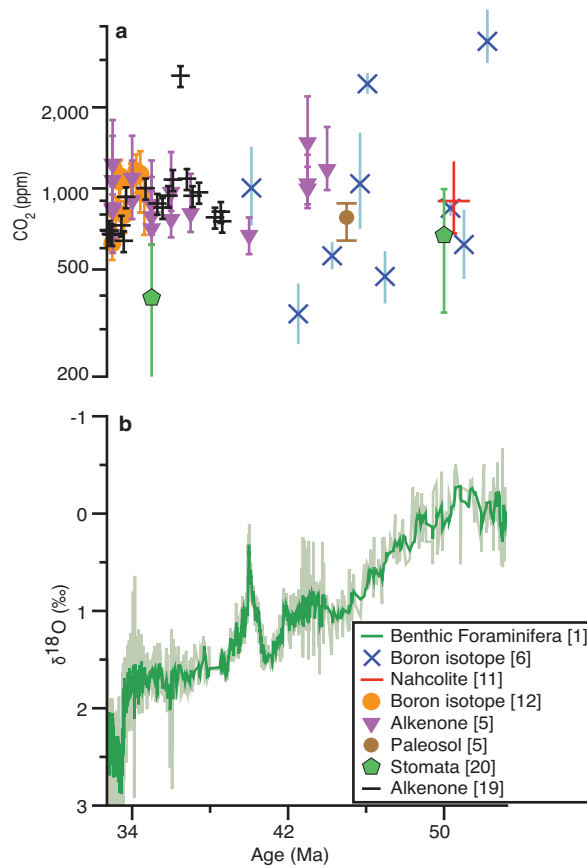 a
2,000
1,000
500
200
CO2 (ppm)
b
-1
0
1
2
3
δ18O (‰)
Benthic Foraminifera [1]
Boron isotope [6]
Nahcolite [11]
Boron isotope [12]
Alkenone [5]
Paleosol [5]
Stomata [20]
Alkenone [19]
34
42
50
Age (Ma)